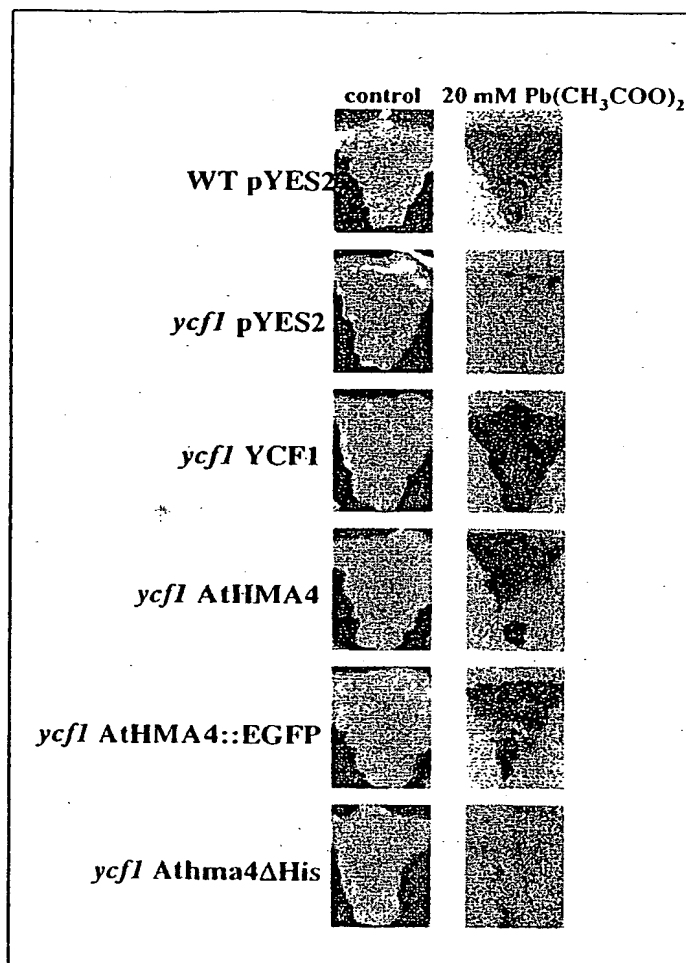 control 20 mM Pb(CH₃COO)₂
WT pYES2
ycf1 pYES2
ycf1 YCF1
ycf1 AtHMA4
ycf1 AtHMA4::EGFP
ycf1 Athma4ΔHis